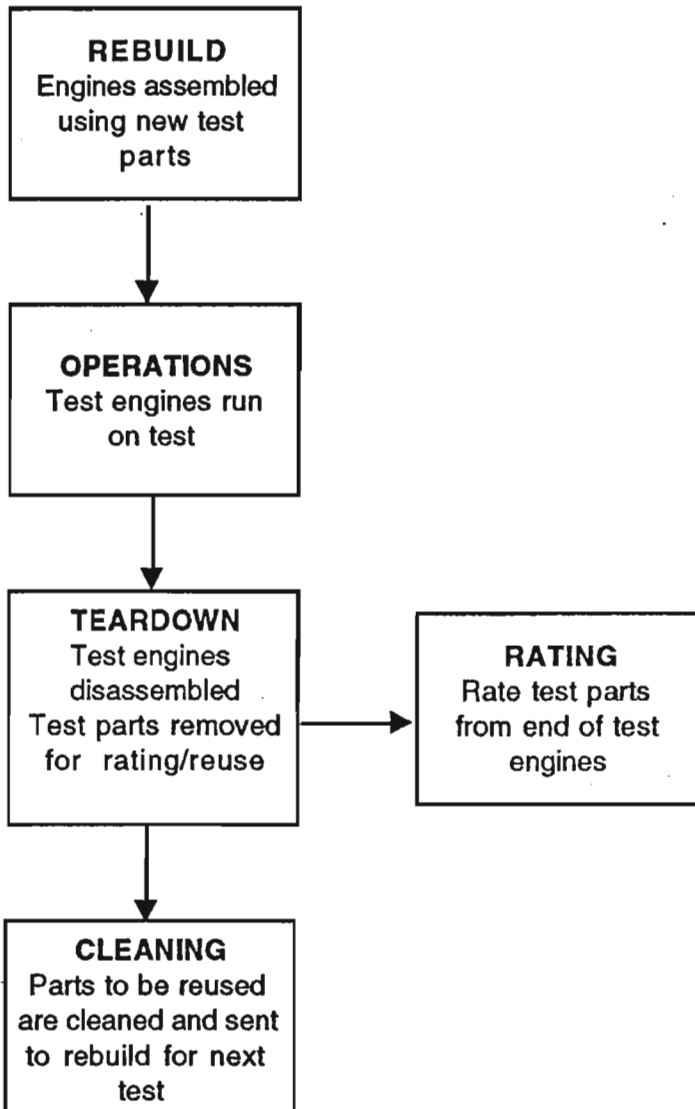 REBUILD
Engines assembled
using new test
parts
OPERATIONS
Test engines run
on test
TEARDOWN
Test engines
disassembled
Test parts removed
for rating/reuse
RATING
Rate test parts
from end of test
engines
CLEANING
Parts to be reused
are cleaned and sent
to rebuild for next
test